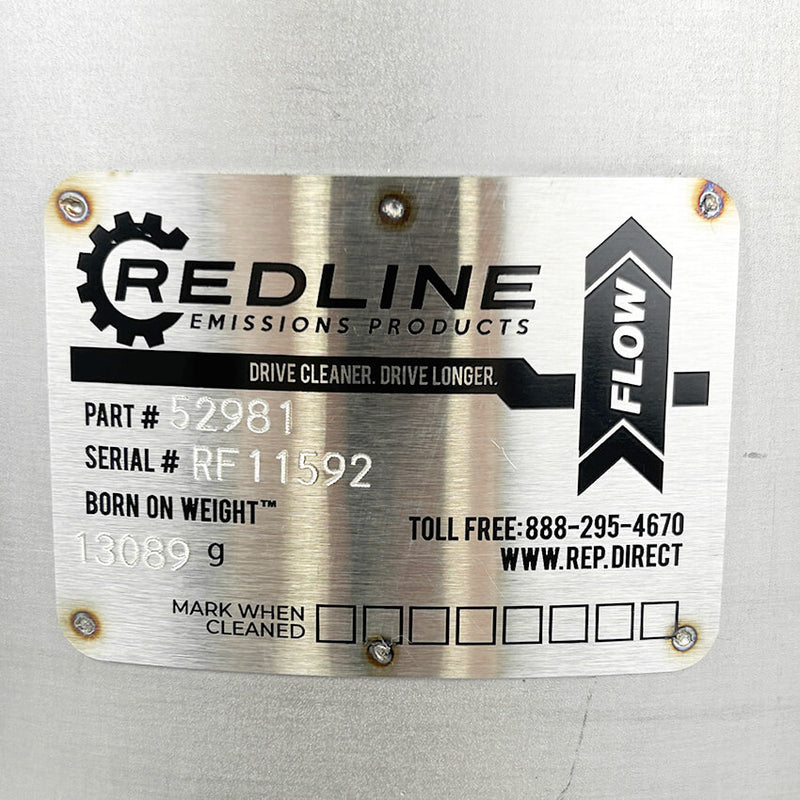 REDLINE
EMISSIONS PRODUCTS
DRIVE CLEANER. DRIVE LONGER.
FLOW
PART # 52981
SERIAL # RF11592
BORN ON WEIGHT™
13089 g
TOLL FREE: 888-295-4670
WWW.REP.DIRECT
MARK WHEN
CLEANED